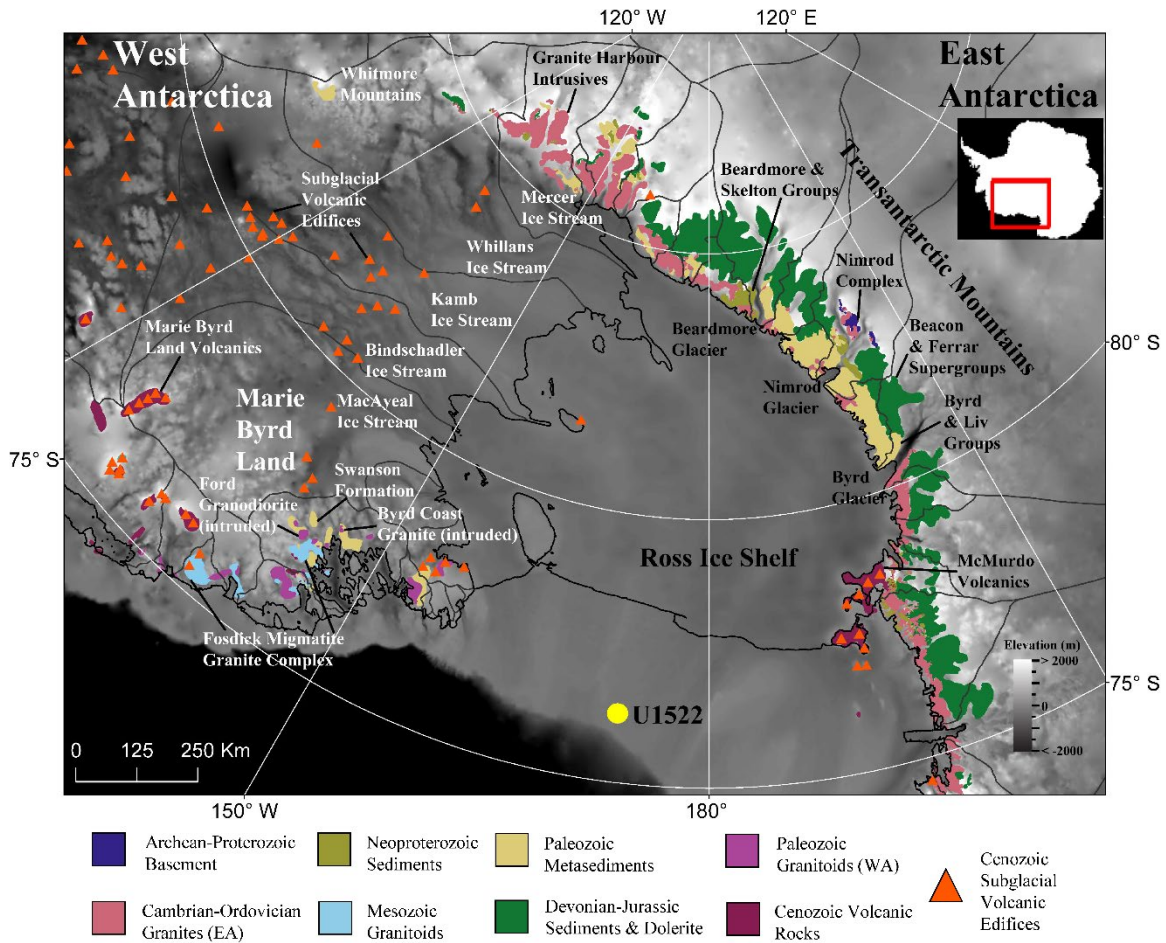 120° W
120° E
West
Antarctica
East
Antarctica
Whitmore
Mountains
Granite Harbour
Intrusives
Transantarctic Mountains
Subglacial
Volcanic
Edifices
Mercer
Ice Stream
Beardmore &
Skelton Groups
Whillans
Ice Stream
Nimrod
Complex
Kamb
Ice Stream
Marie Byrd
Land Volcanics
Beardmore
Glacier
Beacon
& Ferrar
Supergroups
80° S
Bindschadler
Ice Stream
Nimrod
Glacier
MacAyeal
Ice Stream
Marie
Byrd
Land
Byrd
& Liv
Groups
75° S
Swanson
Formation
Ford
Granodiorite
(intruded)
Byrd Coast
Granite (intruded)
Byrd
Glacier
Ross Ice Shelf
McMurdo
Volcanics
Fosdick Migmatite
Granite Complex
Elevation (m)
> 2000
0
< -2000
75° S
U1522
0 125 250 Km
150° W
180°
Archean-Proterozoic
Basement
Neoproterozoic
Sediments
Paleozoic
Metasediments
Paleozoic
Granitoids (WA)
Cenozoic
Subglacial
Volcanic
Edifices
Cambrian-Ordovician
Granites (EA)
Mesozoic
Granitoids
Devonian-Jurassic
Sediments & Dolerite
Cenozoic Volcanic
Rocks